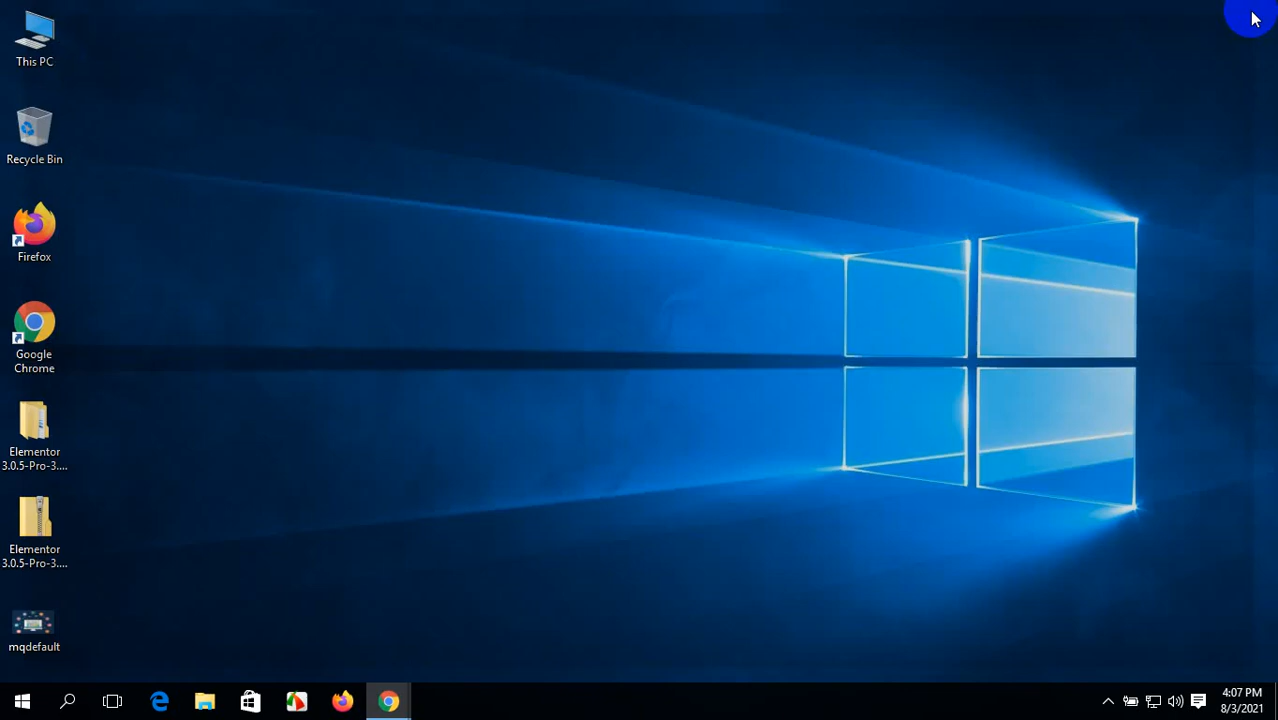 This PC
Recycle Bin
Firefox
Google
Chrome
Elementor
3.0.5-Pro-3....
Elementor
3.0.5-Pro-3....
mqdefault
4:07 PM
8/3/2021